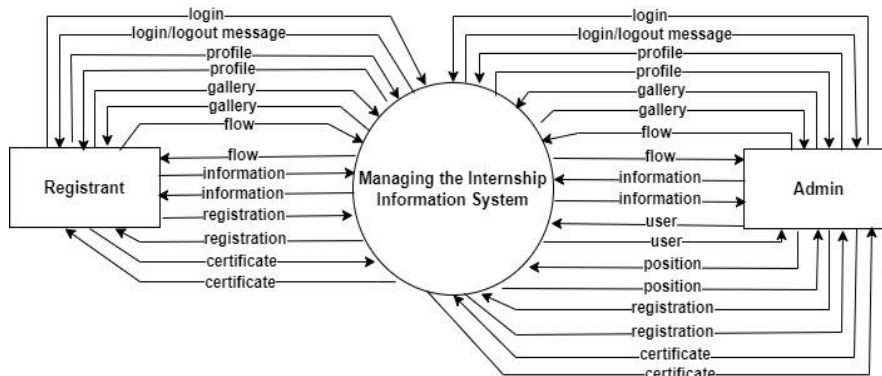 login
login/logout message
profile
profile
gallery
gallery
flow
flow
information
information
registration
registration
certificate
certificate
Registrant
Managing the Internship
Information System
login
login/logout message
profile
profile
gallery
gallery
flow
flow
information
information
user
user
position
position
registration
registration
certificate
certificate
Admin